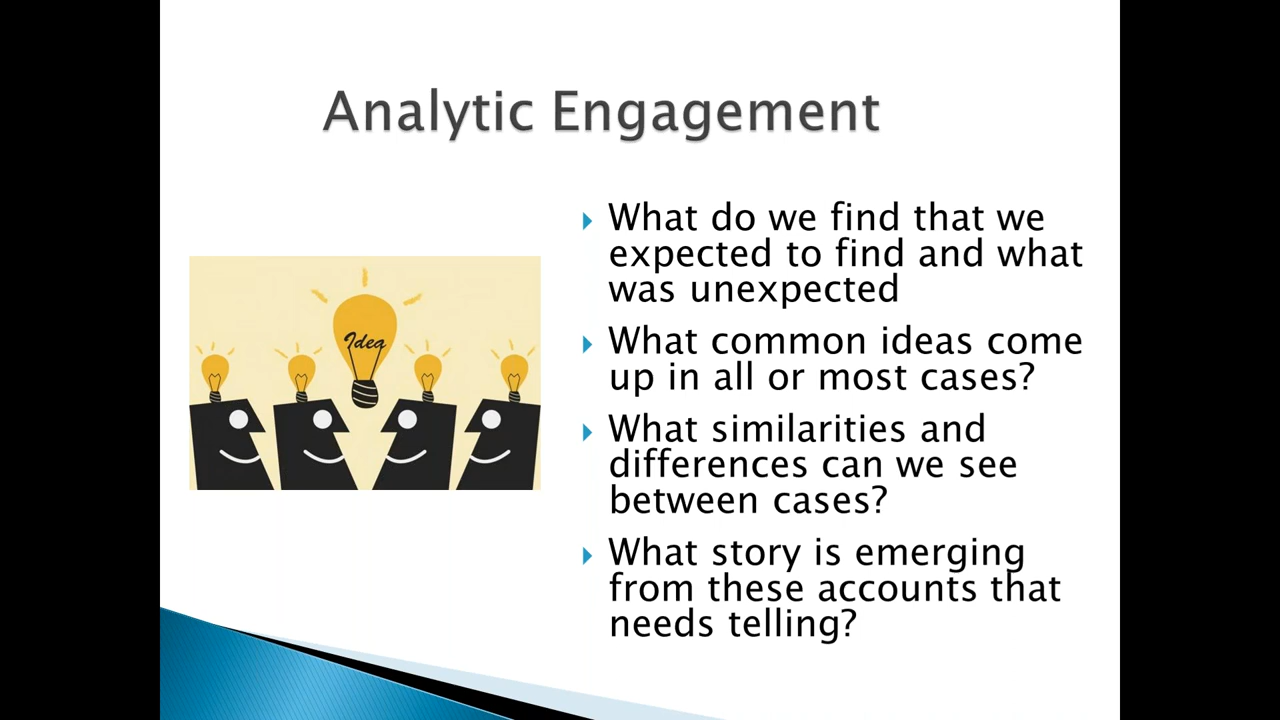 Analytic Engagement
Idea
What do we find that we
expected to find and what
was unexpected
What common ideas come
up in all or most cases?
What similarities and
differences can we see
between cases?
What story is emerging
from these accounts that
needs telling?